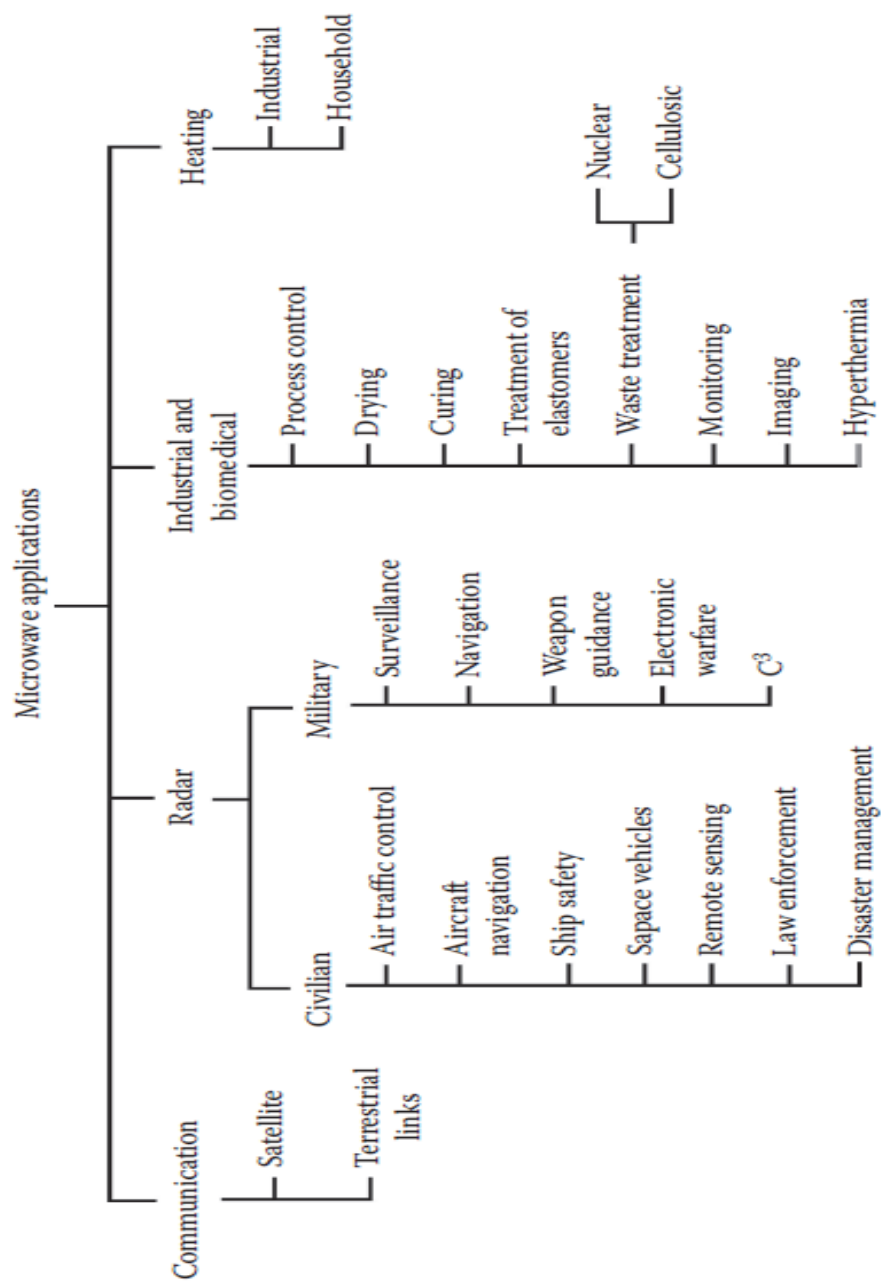 Microwave applications
Communication
Satellite
Terrestrial
links
Radar
Civilian
Air traffic control
Aircraft
navigation
Ship safety
Sapace vehicles
Remote sensing
Law enforcement
Disaster management
Military
Surveillance
Navigation
Weapon
guidance
Electronic
warfare
C³
Industrial and
biomedical
Process control
Drying
Curing
Treatment of
elastomers
Waste treatment
Nuclear
Cellulosic
Monitoring
Imaging
Hyperthermia
Heating
Industrial
Household